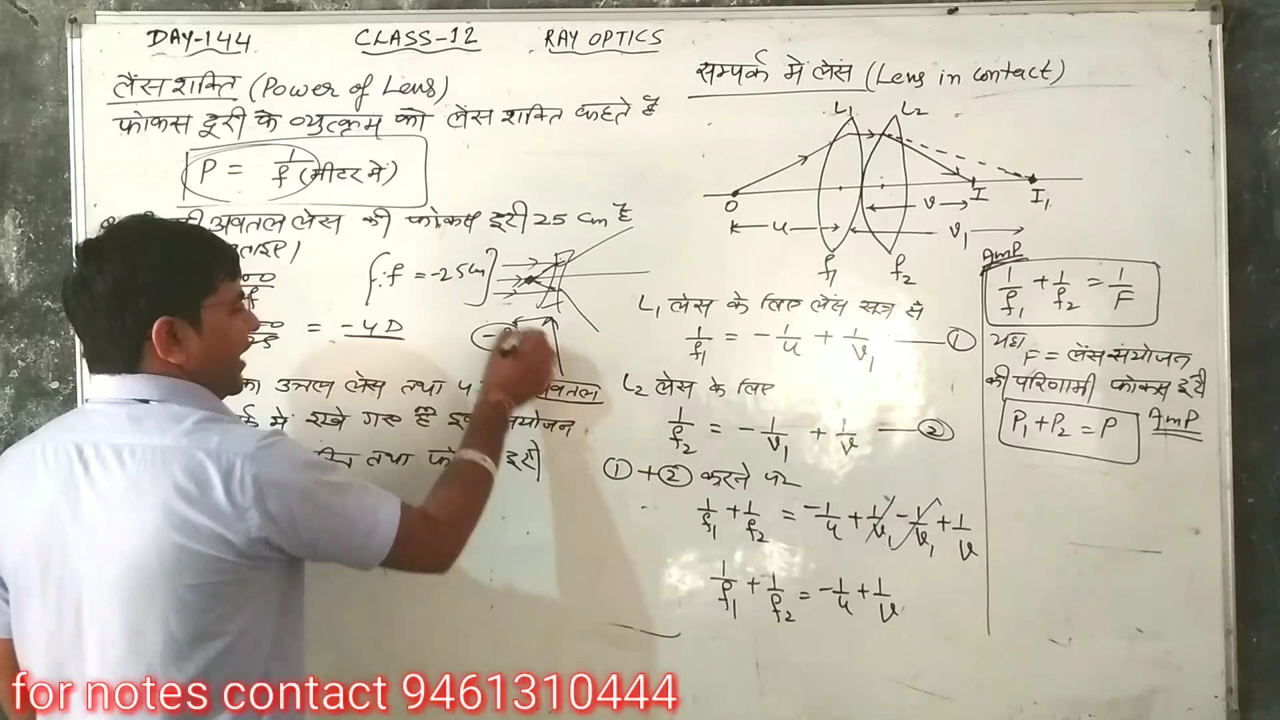 DAY-144 CLASS-12 RAY OPTICS
लैंस शक्ति (Power of Lens)
फोकस दूरी के व्युत्क्रम को लैंस शक्ति कहते है
P = 1/f (मीटर में)
अवतल लेंस की फोकस दूरी 25 cm है
{∵ f = -25cm}
= -4D
उत्तल लेंस तथा
में रखे गए है
तथा
सम्पर्क में लेंस (Lens in contact)
L₁ L₂
O I I₁
u v
v₁
f₁ f₂
L₁ लेंस के लिए लेंस सूत्र से
1/f₁ = -1/u + 1/v₁ —— ①
L₂ लेंस के लिए
1/f₂ = -1/v₁ + 1/v —— ②
① + ② करने पर
1/f₁ + 1/f₂ = -1/u + 1/v₁ - 1/v₁ + 1/v
1/f₁ + 1/f₂ = -1/u + 1/v
Amp
1/f₁ + 1/f₂ = 1/F
यहा
F = लेंस संयोजन
की परिणामी फोकस दूरी
P₁ + P₂ = P Amp
for notes contact 9461310444